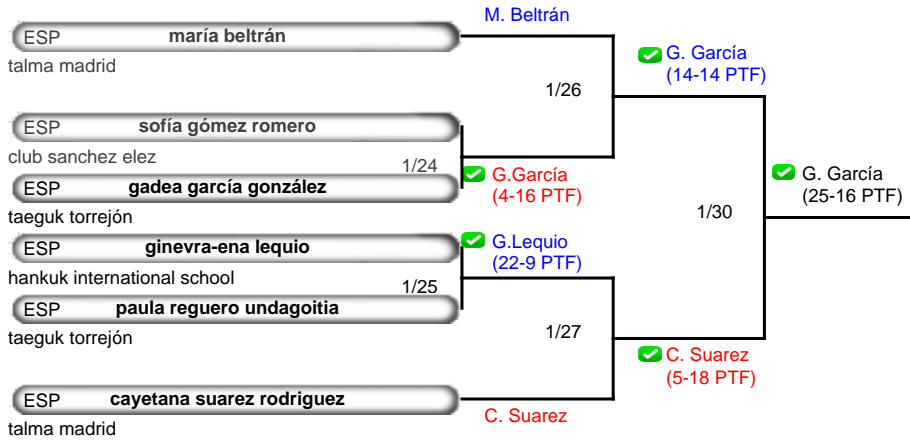 M. Beltrán
ESP maría beltrán
talma madrid
G. García
(14-14 PTF)
1/26
ESP sofía gómez romero
club sanchez elez
1/24
G.García
(4-16 PTF)
ESP gadea garcía gonzález
taeguk torrejón
G. García
(25-16 PTF)
1/30
ESP ginevra-ena lequio
hankuk international school
G.Lequio
(22-9 PTF)
1/25
ESP paula reguero undagoitia
taeguk torrejón
1/27
C. Suarez
(5-18 PTF)
ESP cayetana suarez rodriguez
talma madrid
C. Suarez